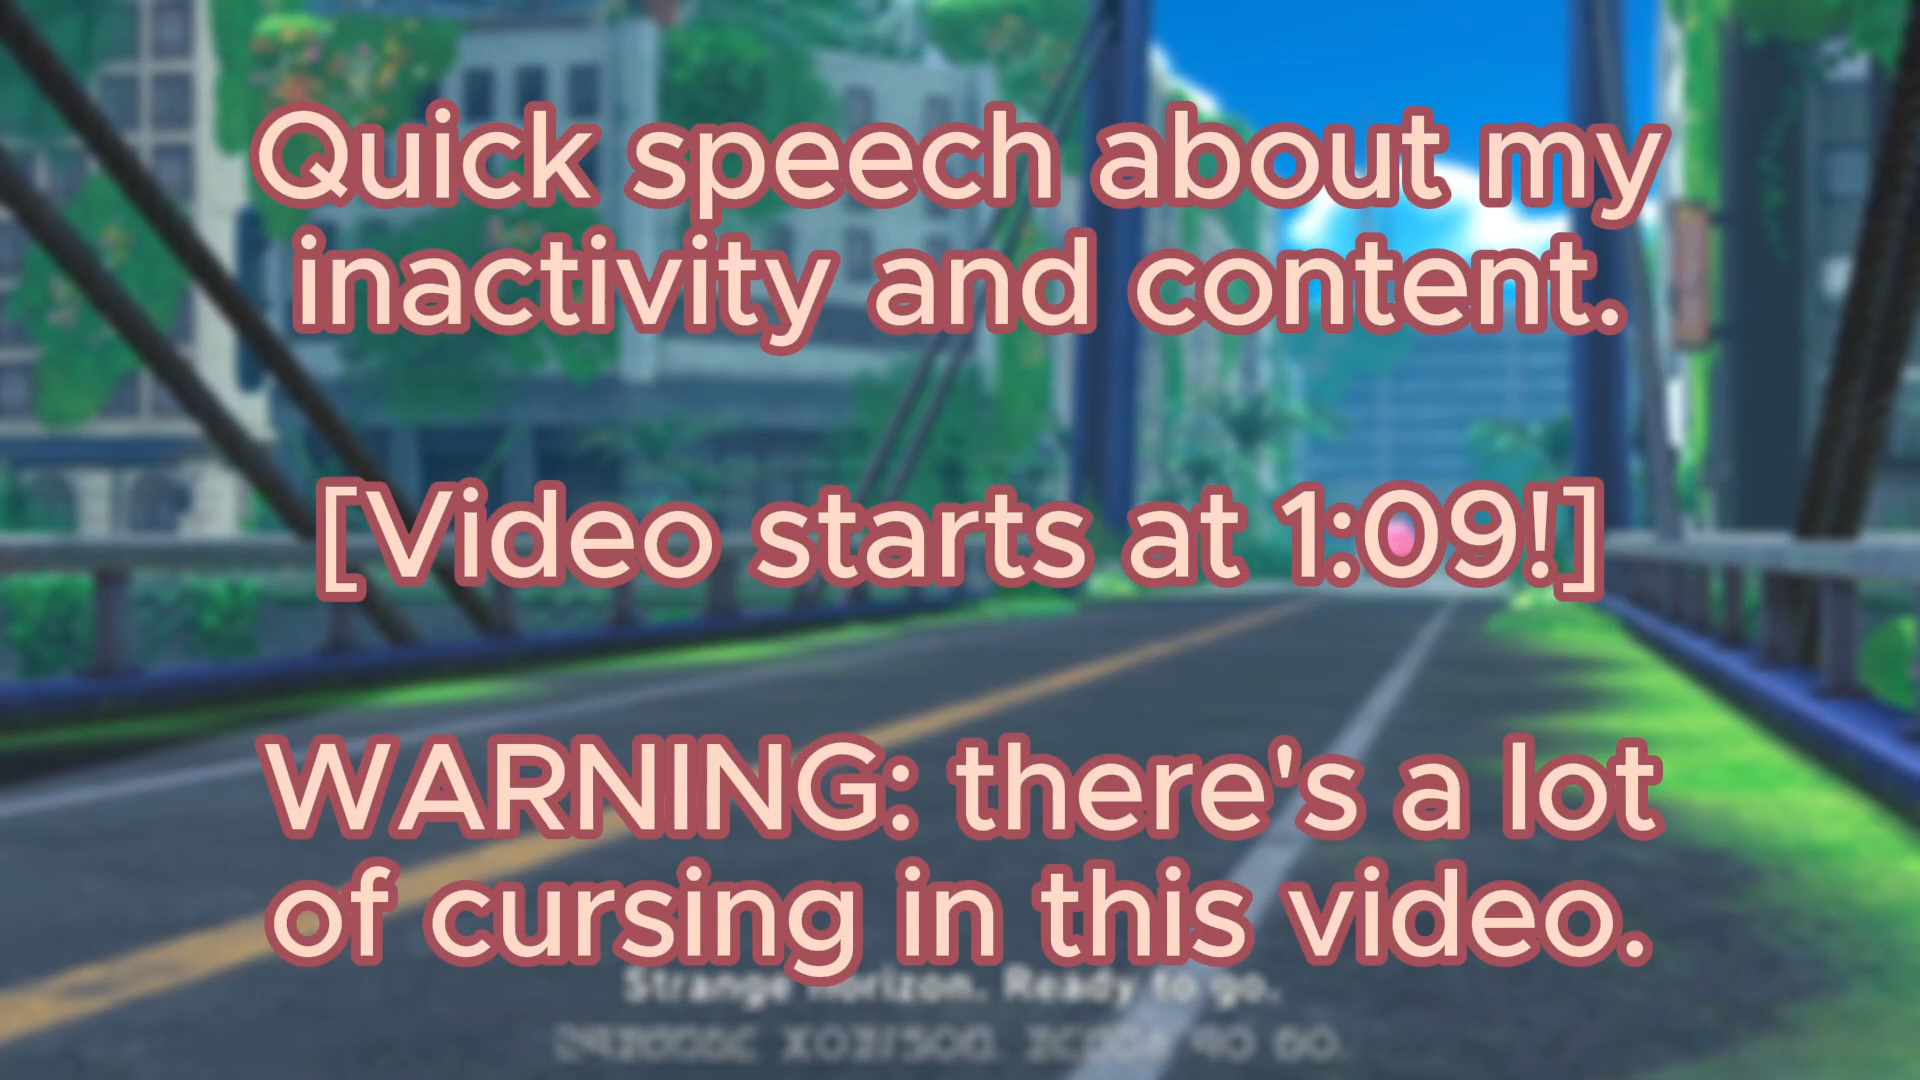 Quick speech about my
inactivity and content.
[Video starts at 1:09!]
WARNING: there's a lot
of cursing in this video.
Strange horizon. Ready to go.